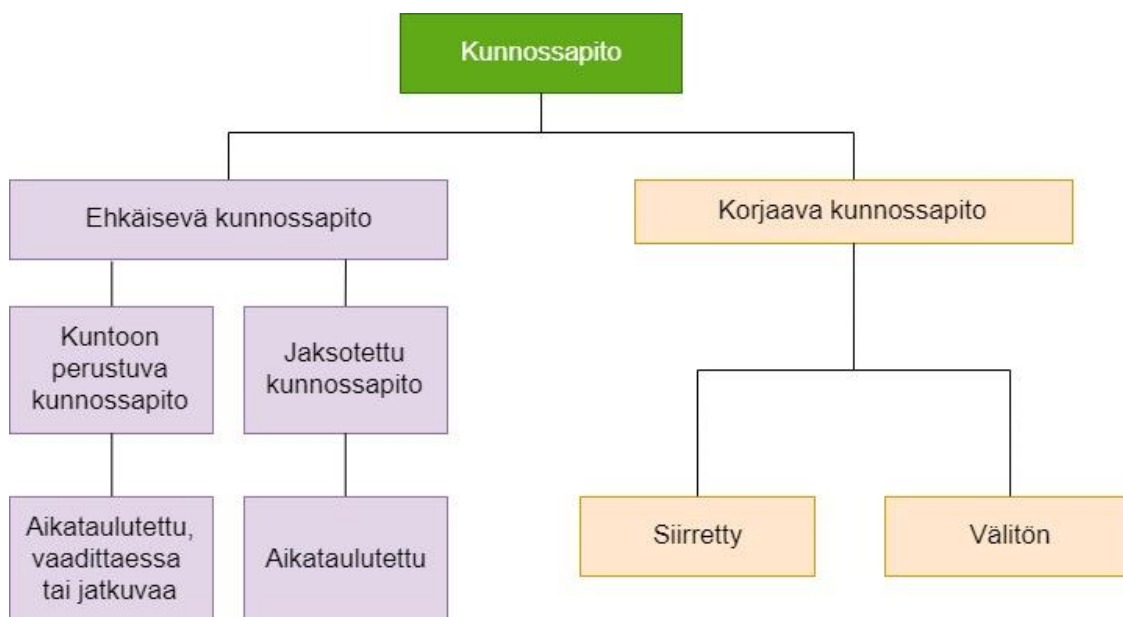 Kunnossapito
Ehkäisevä kunnossapito
Korjaava kunnossapito
Kuntoon
perustuva
kunnossapito
Jaksotettu
kunnossapito
Aikataulutettu,
vaadittaessa
tai jatkuvaa
Aikataulutettu
Siirretty
Välitön